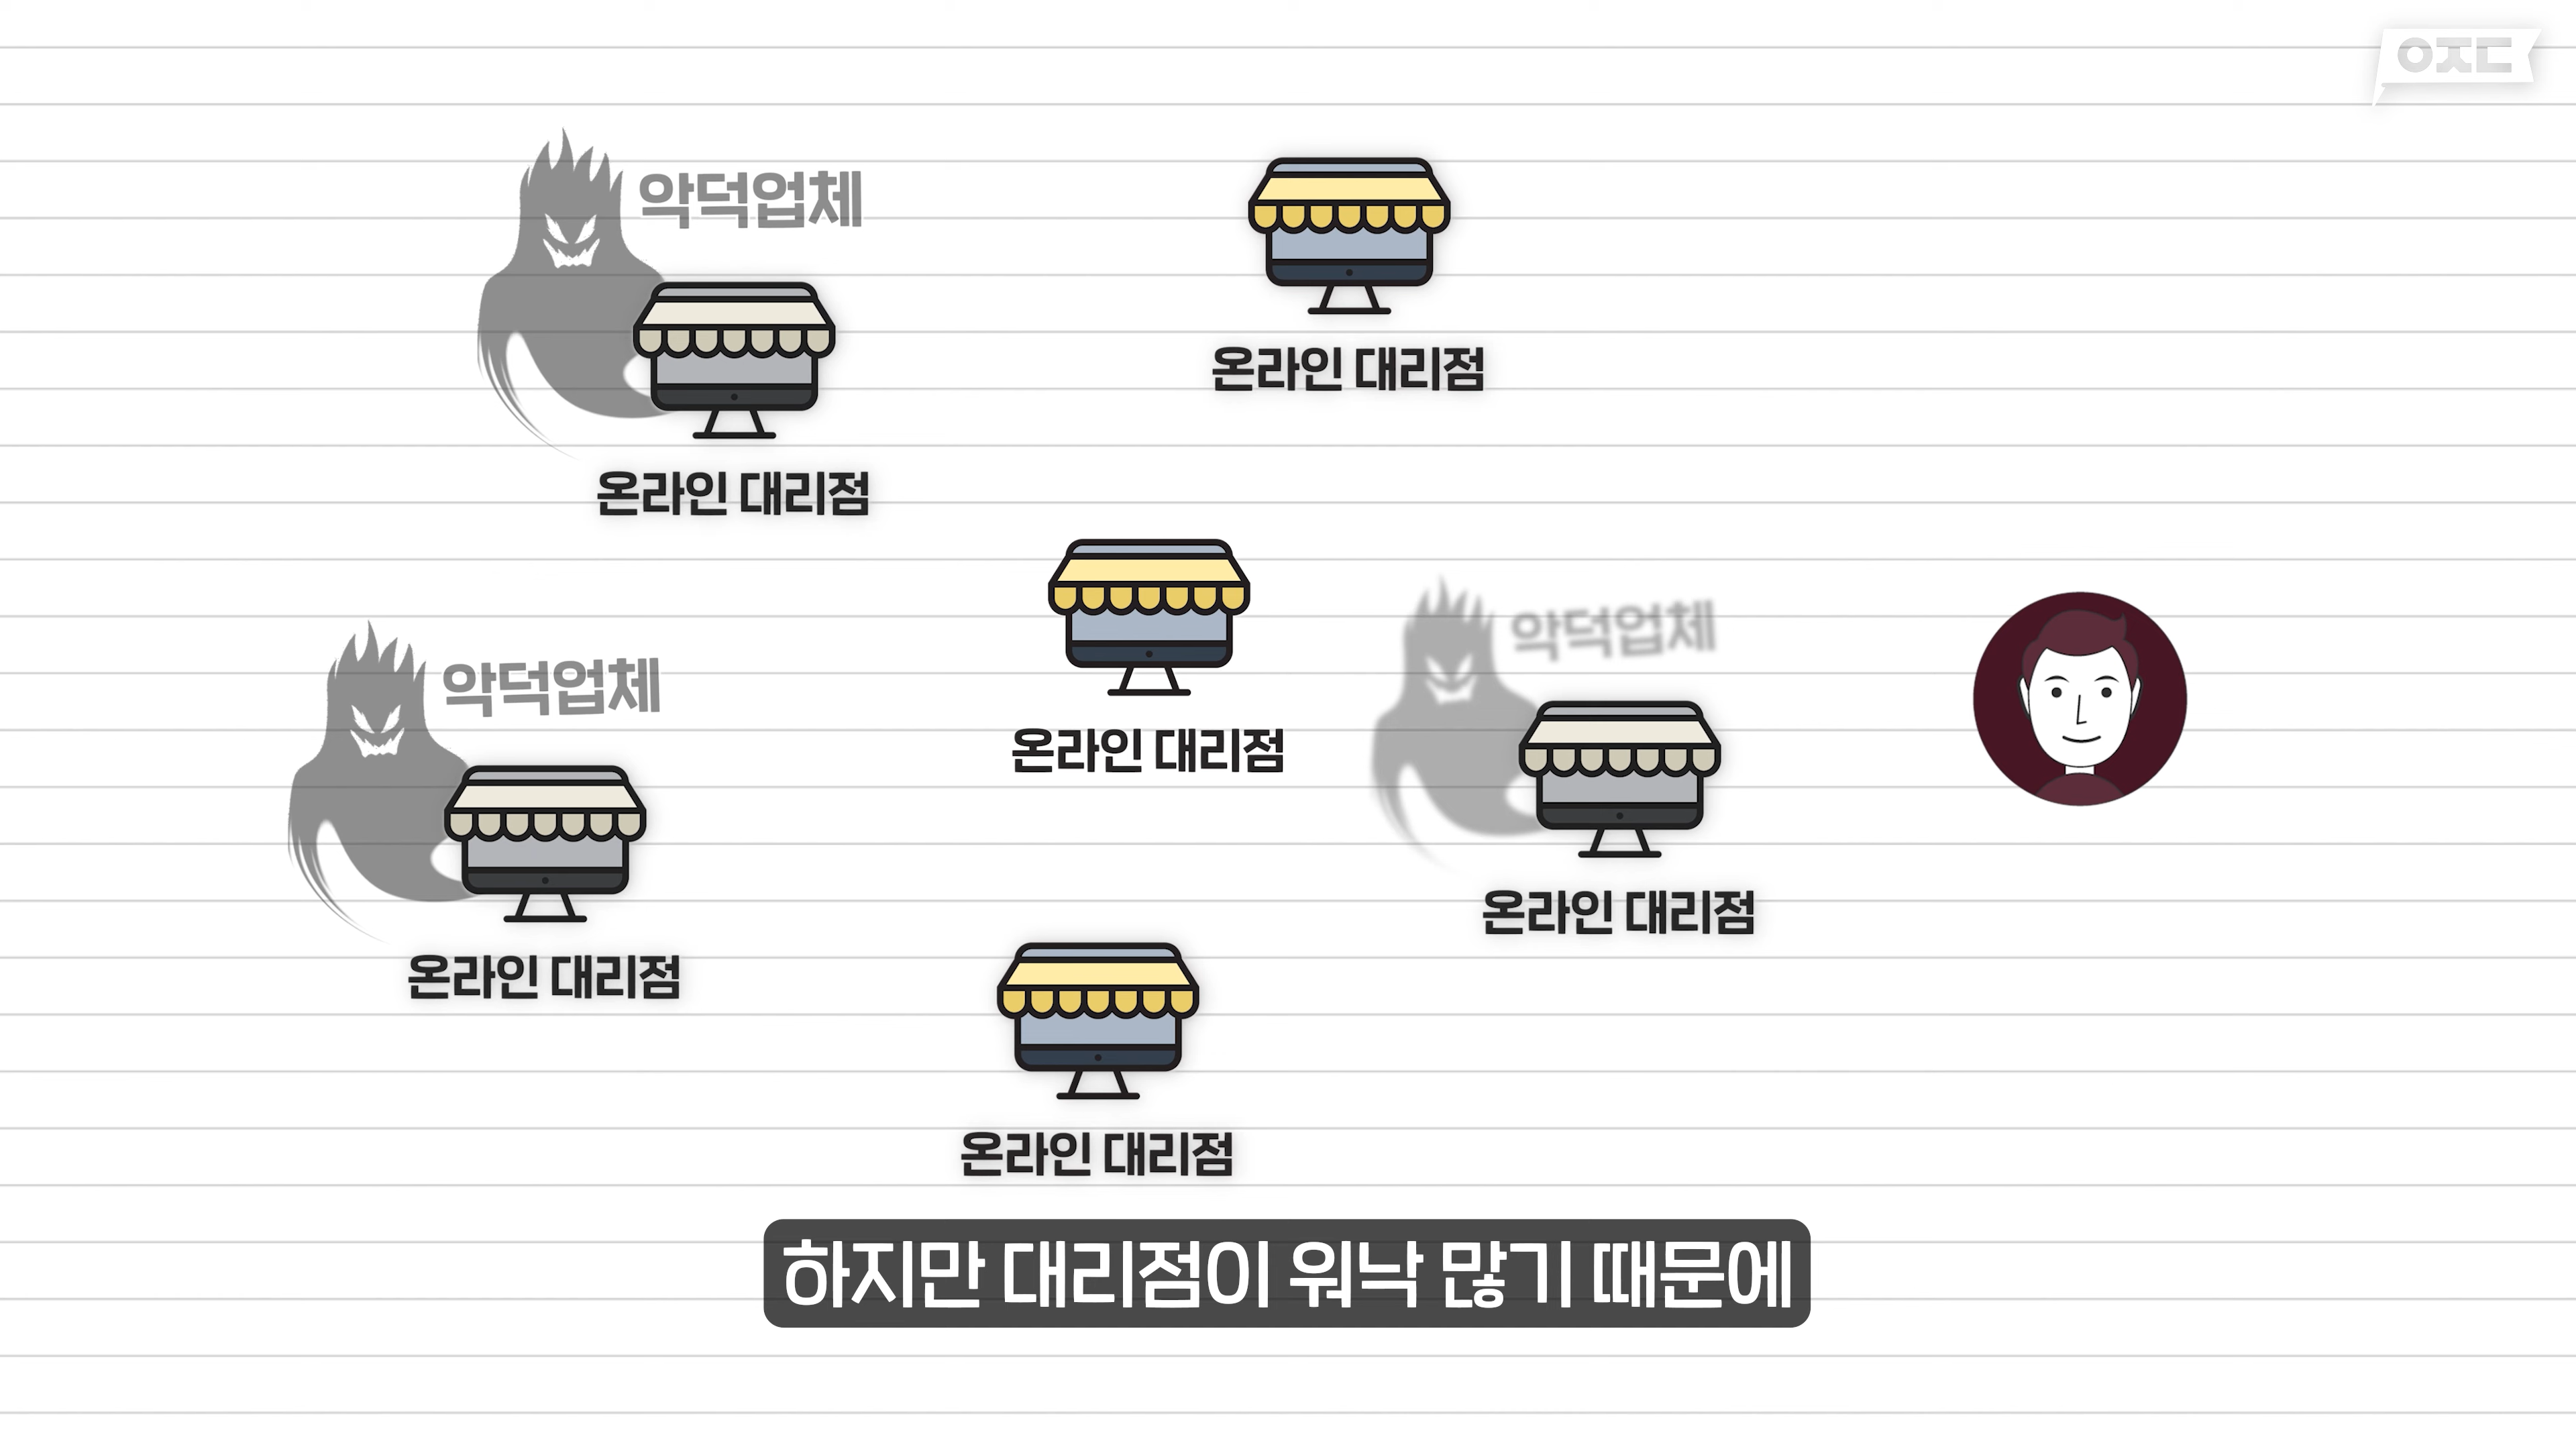 ㅇㅈㄷ
악덕업체
온라인 대리점
온라인 대리점
온라인 대리점
악덕업체
악덕업체
온라인 대리점
온라인 대리점
온라인 대리점
하지만 대리점이 워낙 많기 때문에